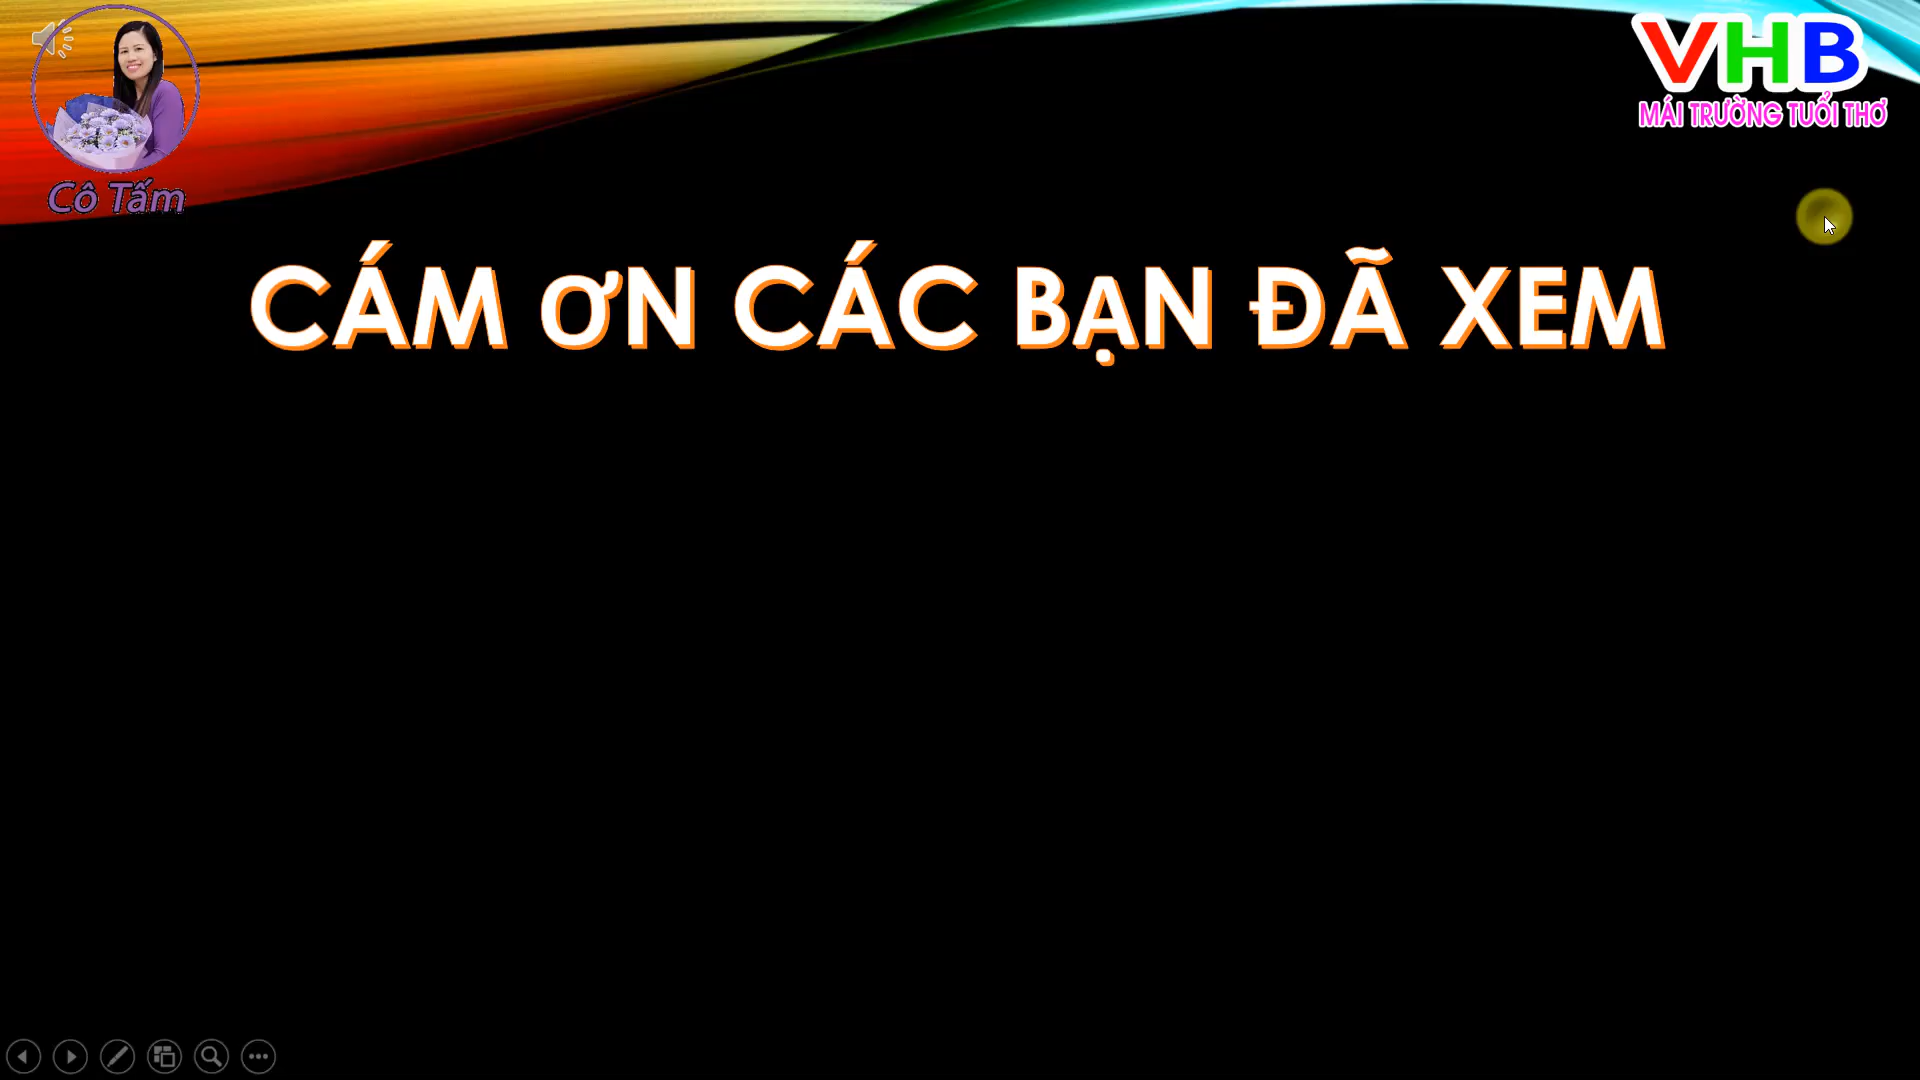 Cô Tấm
VHB
MÁI TRƯỜNG TUỔI THƠ
CÁM ƠN CÁC BẠN ĐÃ XEM